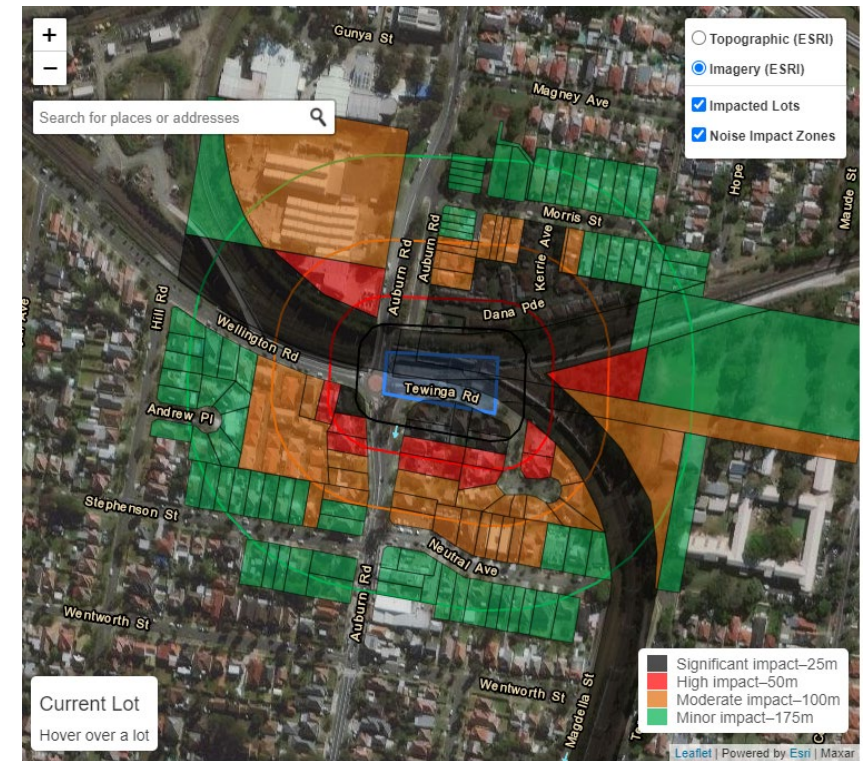 +
−
Search for places or addresses
Topographic (ESRI)
Imagery (ESRI)
Impacted Lots
Noise Impact Zones
Gunya St
Magney Ave
Hope
Maude St
Morris St
Auburn Rd
Auburn Rd
Kerrie Ave
Dana Pde
Hill Rd
Wellington Rd
Tewinga Rd
Andrew Pl
Stephenson St
Neutral Ave
Auburn Rd
Wentworth St
Wentworth St
Magdella St
Current Lot
Hover over a lot
Significant impact–25m
High impact–50m
Moderate impact–100m
Minor impact–175m
Leaflet | Powered by Esri | Maxar